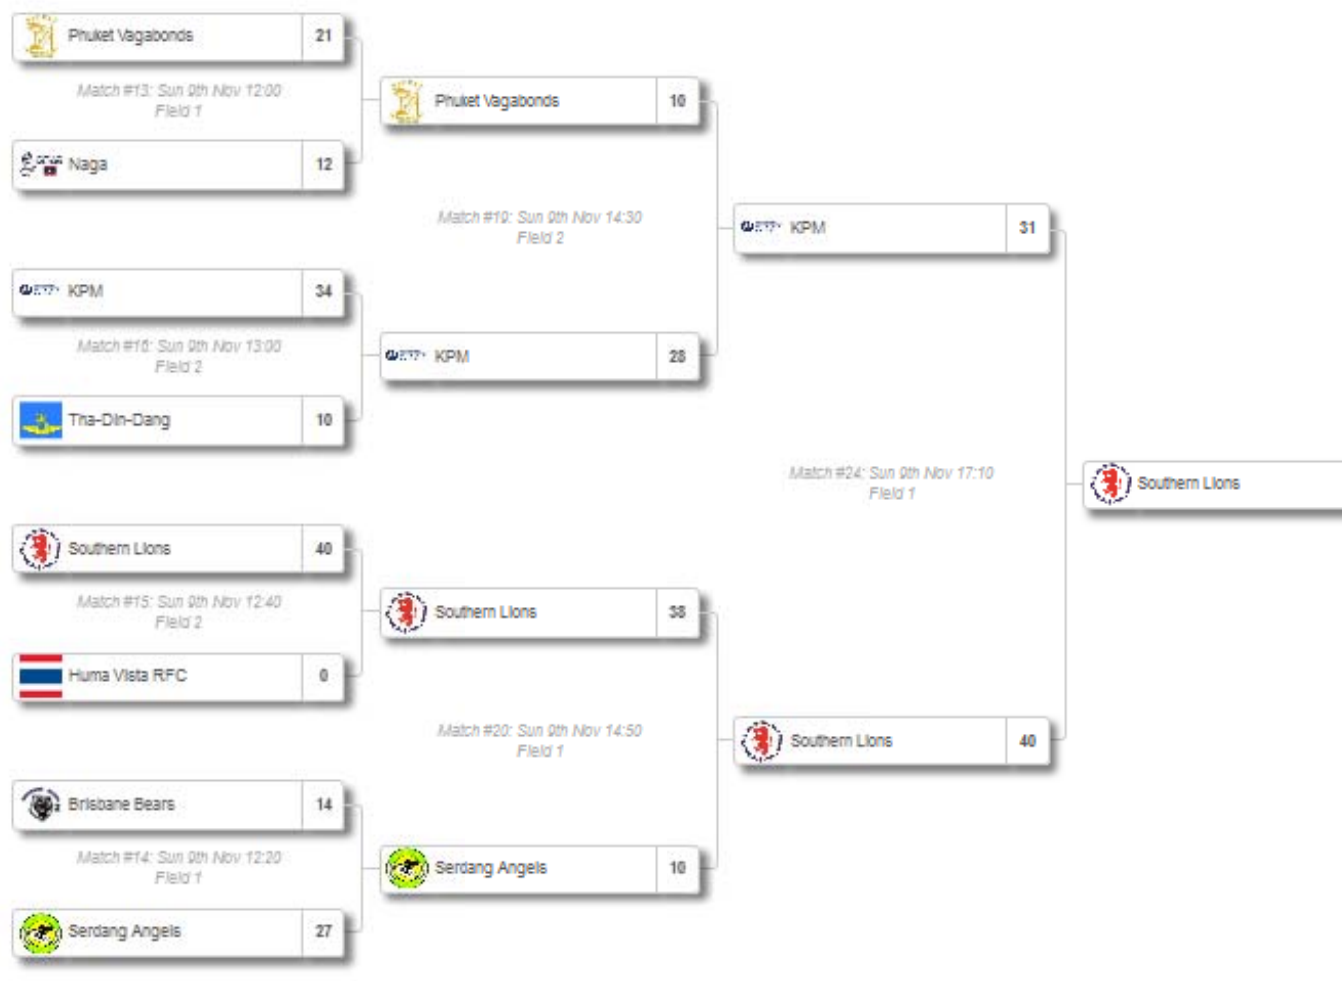 Phuket Vagabonds 21
Match #13: Sun 9th Nov 12:00
Field 1
Naga 12
KPM 34
Match #16: Sun 9th Nov 13:00
Field 2
Tha-Din-Dang 10
Southern Lions 40
Match #15: Sun 9th Nov 12:40
Field 2
Huma Vista RFC 0
Brisbane Bears 14
Match #14: Sun 9th Nov 12:20
Field 1
Serdang Angels 27
Phuket Vagabonds 10
Match #19: Sun 9th Nov 14:30
Field 2
KPM 28
Southern Lions 38
Match #20: Sun 9th Nov 14:50
Field 1
Serdang Angels 10
KPM 31
Match #24: Sun 9th Nov 17:10
Field 1
Southern Lions 40
Southern Lions